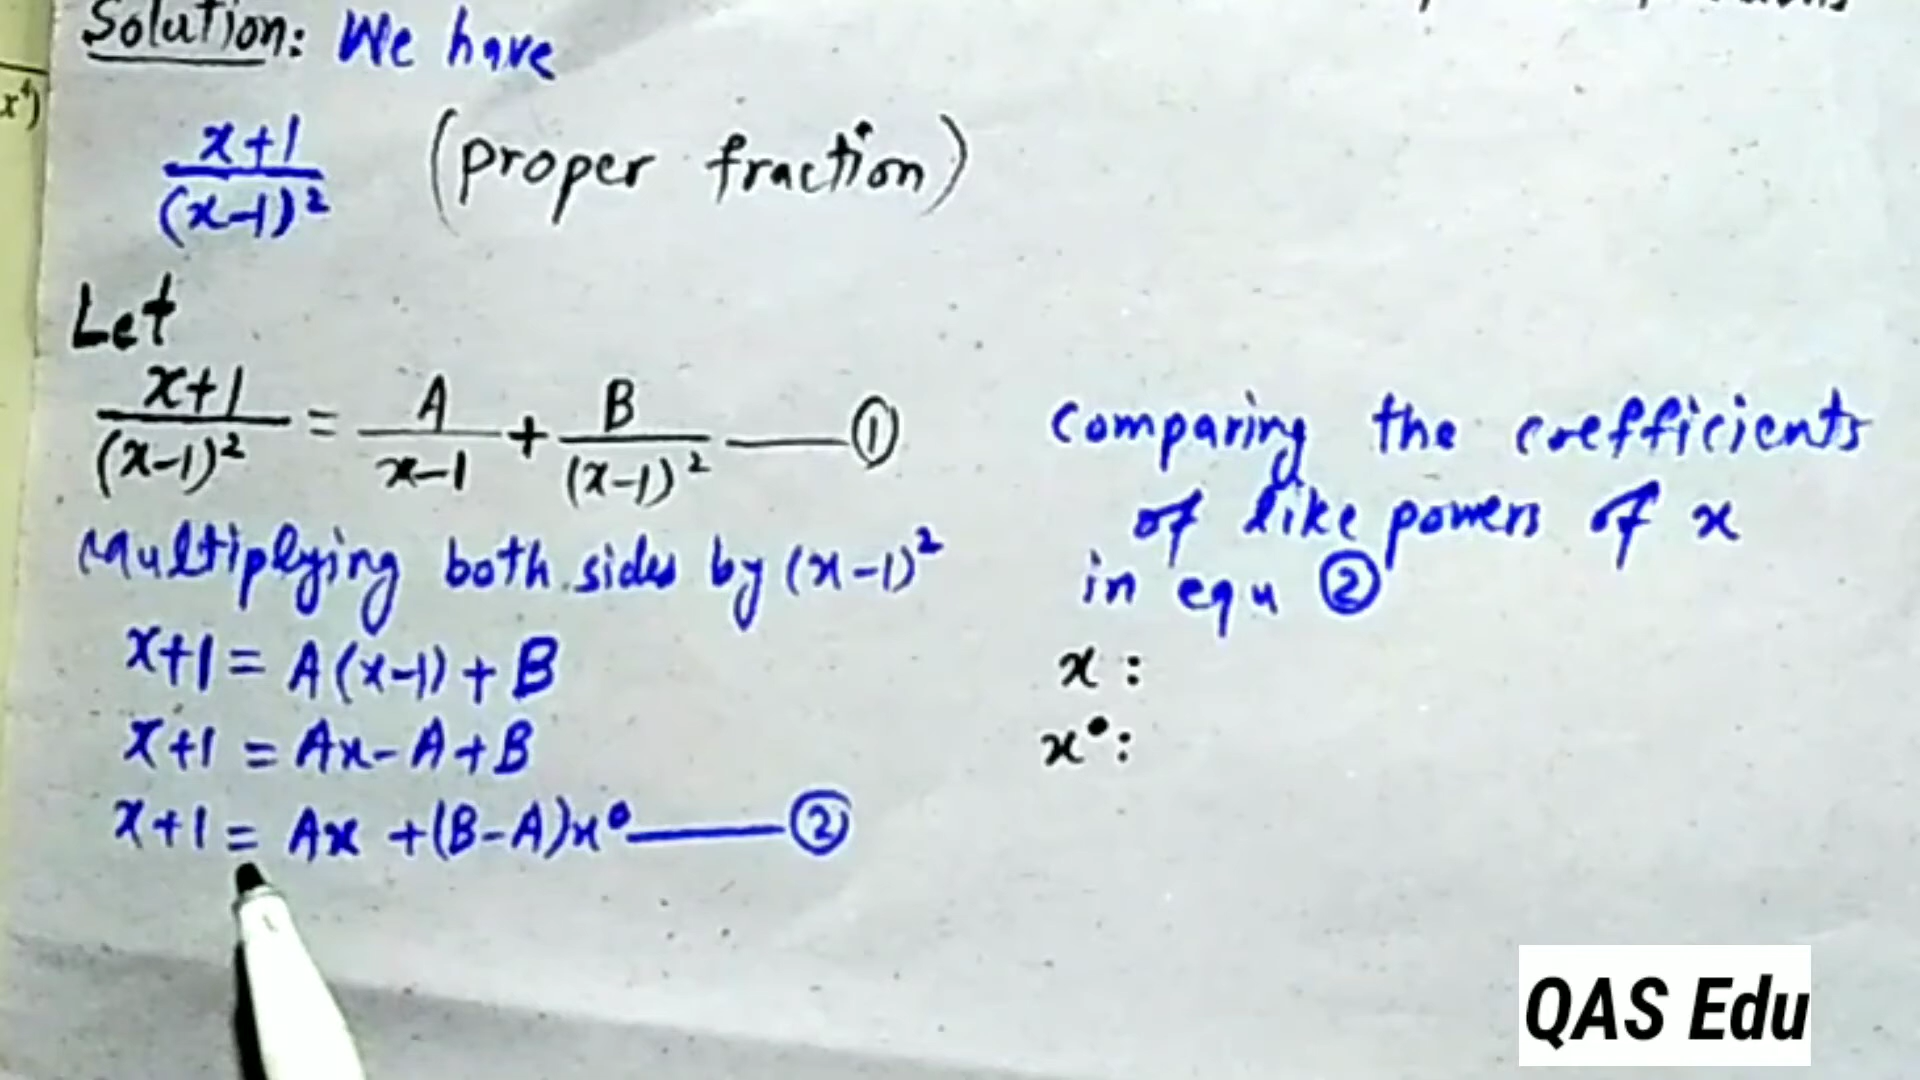 Solution: We have
x⁴)
x+1/(x-1)² (proper fraction)
Let
x+1/(x-1)² = A/x-1 + B/(x-1)² —— ①
Multiplying both sides by (x-1)²
x+1 = A(x-1) + B
x+1 = Ax-A+B
x+1 = Ax +(B-A)x⁰ —— ②
Comparing the coefficients
of like powers of x
in equ ②
x :
x⁰ :
QAS Edu